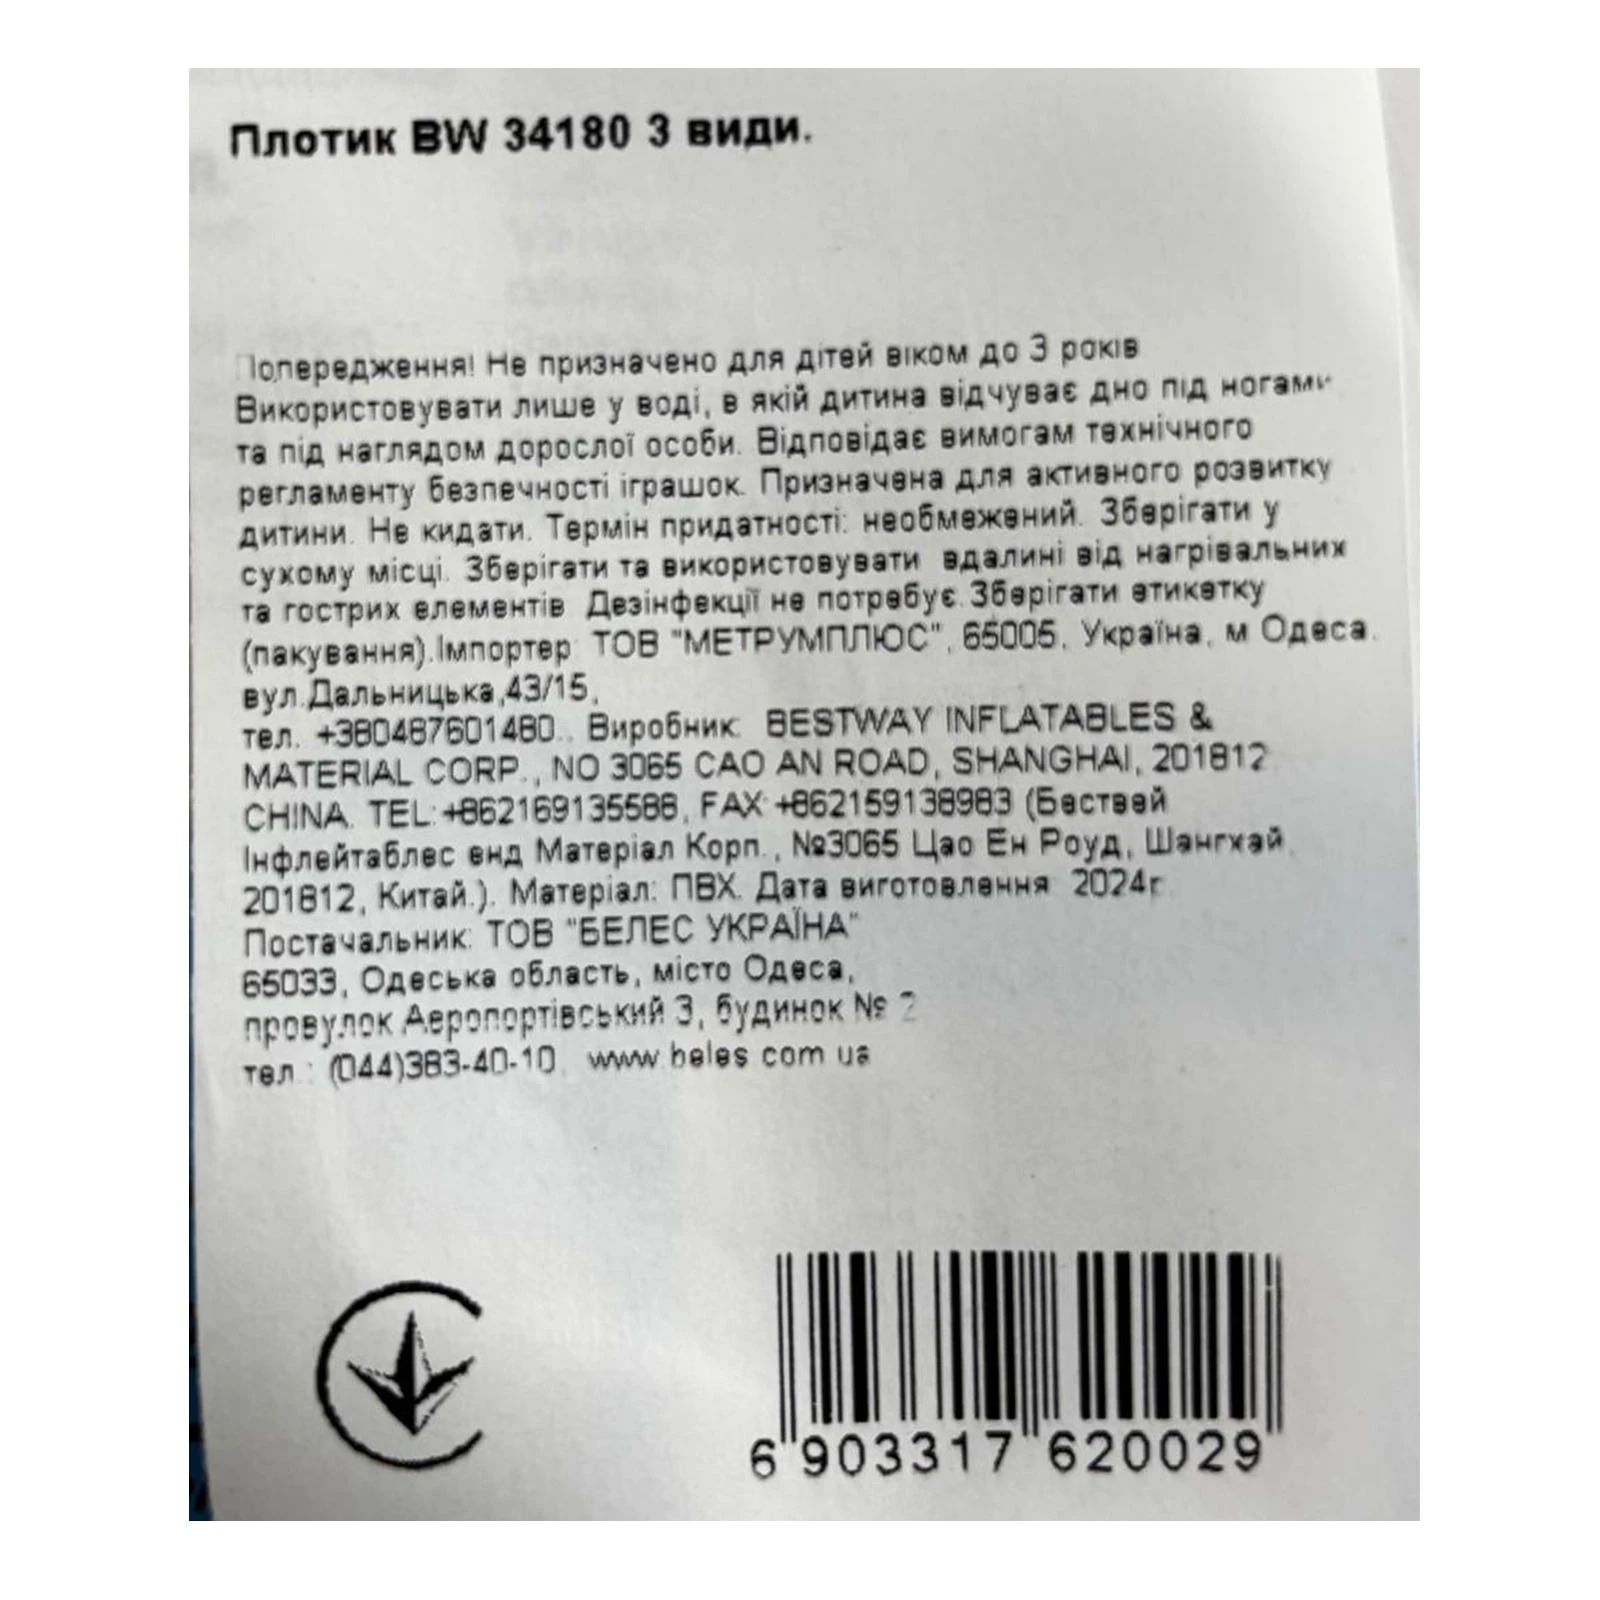 Плотик BW 34180 3 види.
Попередження! Не призначено для дітей віком до 3 років
Використовувати лише у воді, в якій дитина відчуває дно під ногами
та під наглядом дорослої особи. Відповідає вимогам технічного
регламенту безпечності іграшок. Призначена для активного розвитку
дитини. Не кидати. Термін придатності: необмежений. Зберігати у
сухому місці. Зберігати та використовувати вдалині від нагрівальних
та гострих елементів Дезінфекції не потребує. Зберігати етикетку
(пакування).Імпортер: ТОВ "МЕТРУМПЛЮС", 65005, Україна, м Одеса.
вул.Дальницька,43/15,
тел. +380487601480.. Виробник: BESTWAY INFLATABLES &
MATERIAL CORP., NO 3065 CAO AN ROAD, SHANGHAI, 201812
CHINA. TEL:+862169135588, FAX:+862159138983 (Бествей
Інфлейтаблес енд Матеріал Корп., №3065 Цао Ен Роуд, Шангхай,
201812, Китай.). Матеріал: ПВХ. Дата виготовлення 2024г
Постачальник: ТОВ "БЕЛЕС УКРАЇНА"
65033, Одеська область, місто Одеса,
провулок Аеропортівський 3, будинок № 2
тел.: (044)383-40-10, www.beles.com.ua
6 903317 620029